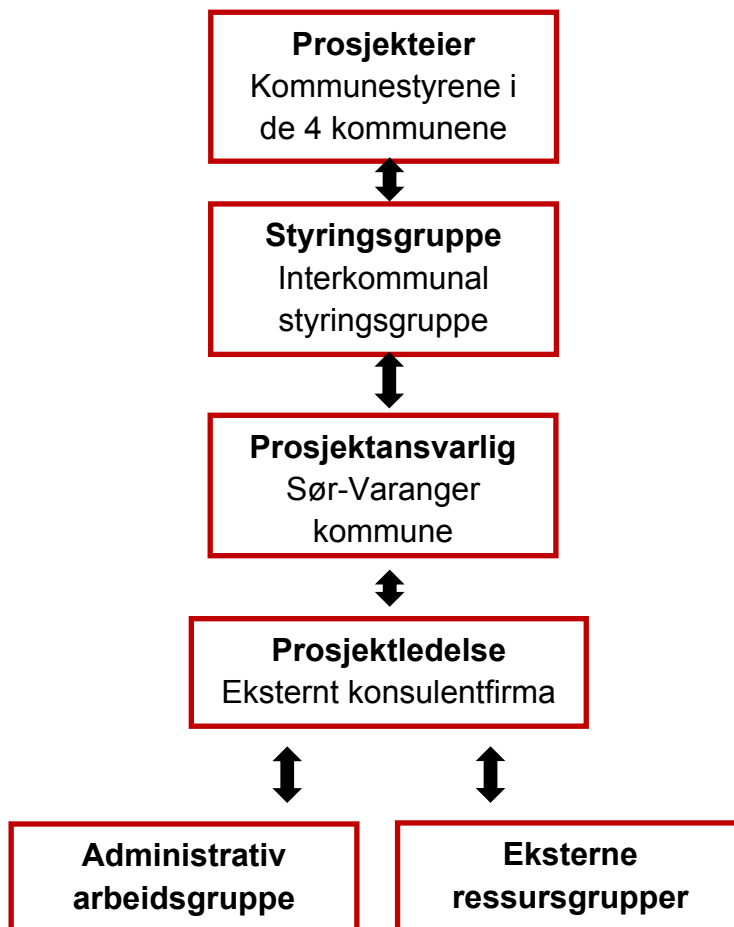 Prosjekteier
Kommunestyrene i
de 4 kommunene
Styringsgruppe
Interkommunal
styringsgruppe
Prosjektansvarlig
Sør-Varanger
kommune
Prosjektledelse
Eksternt konsulentfirma
Administrativ
arbeidsgruppe
Eksterne
ressursgrupper